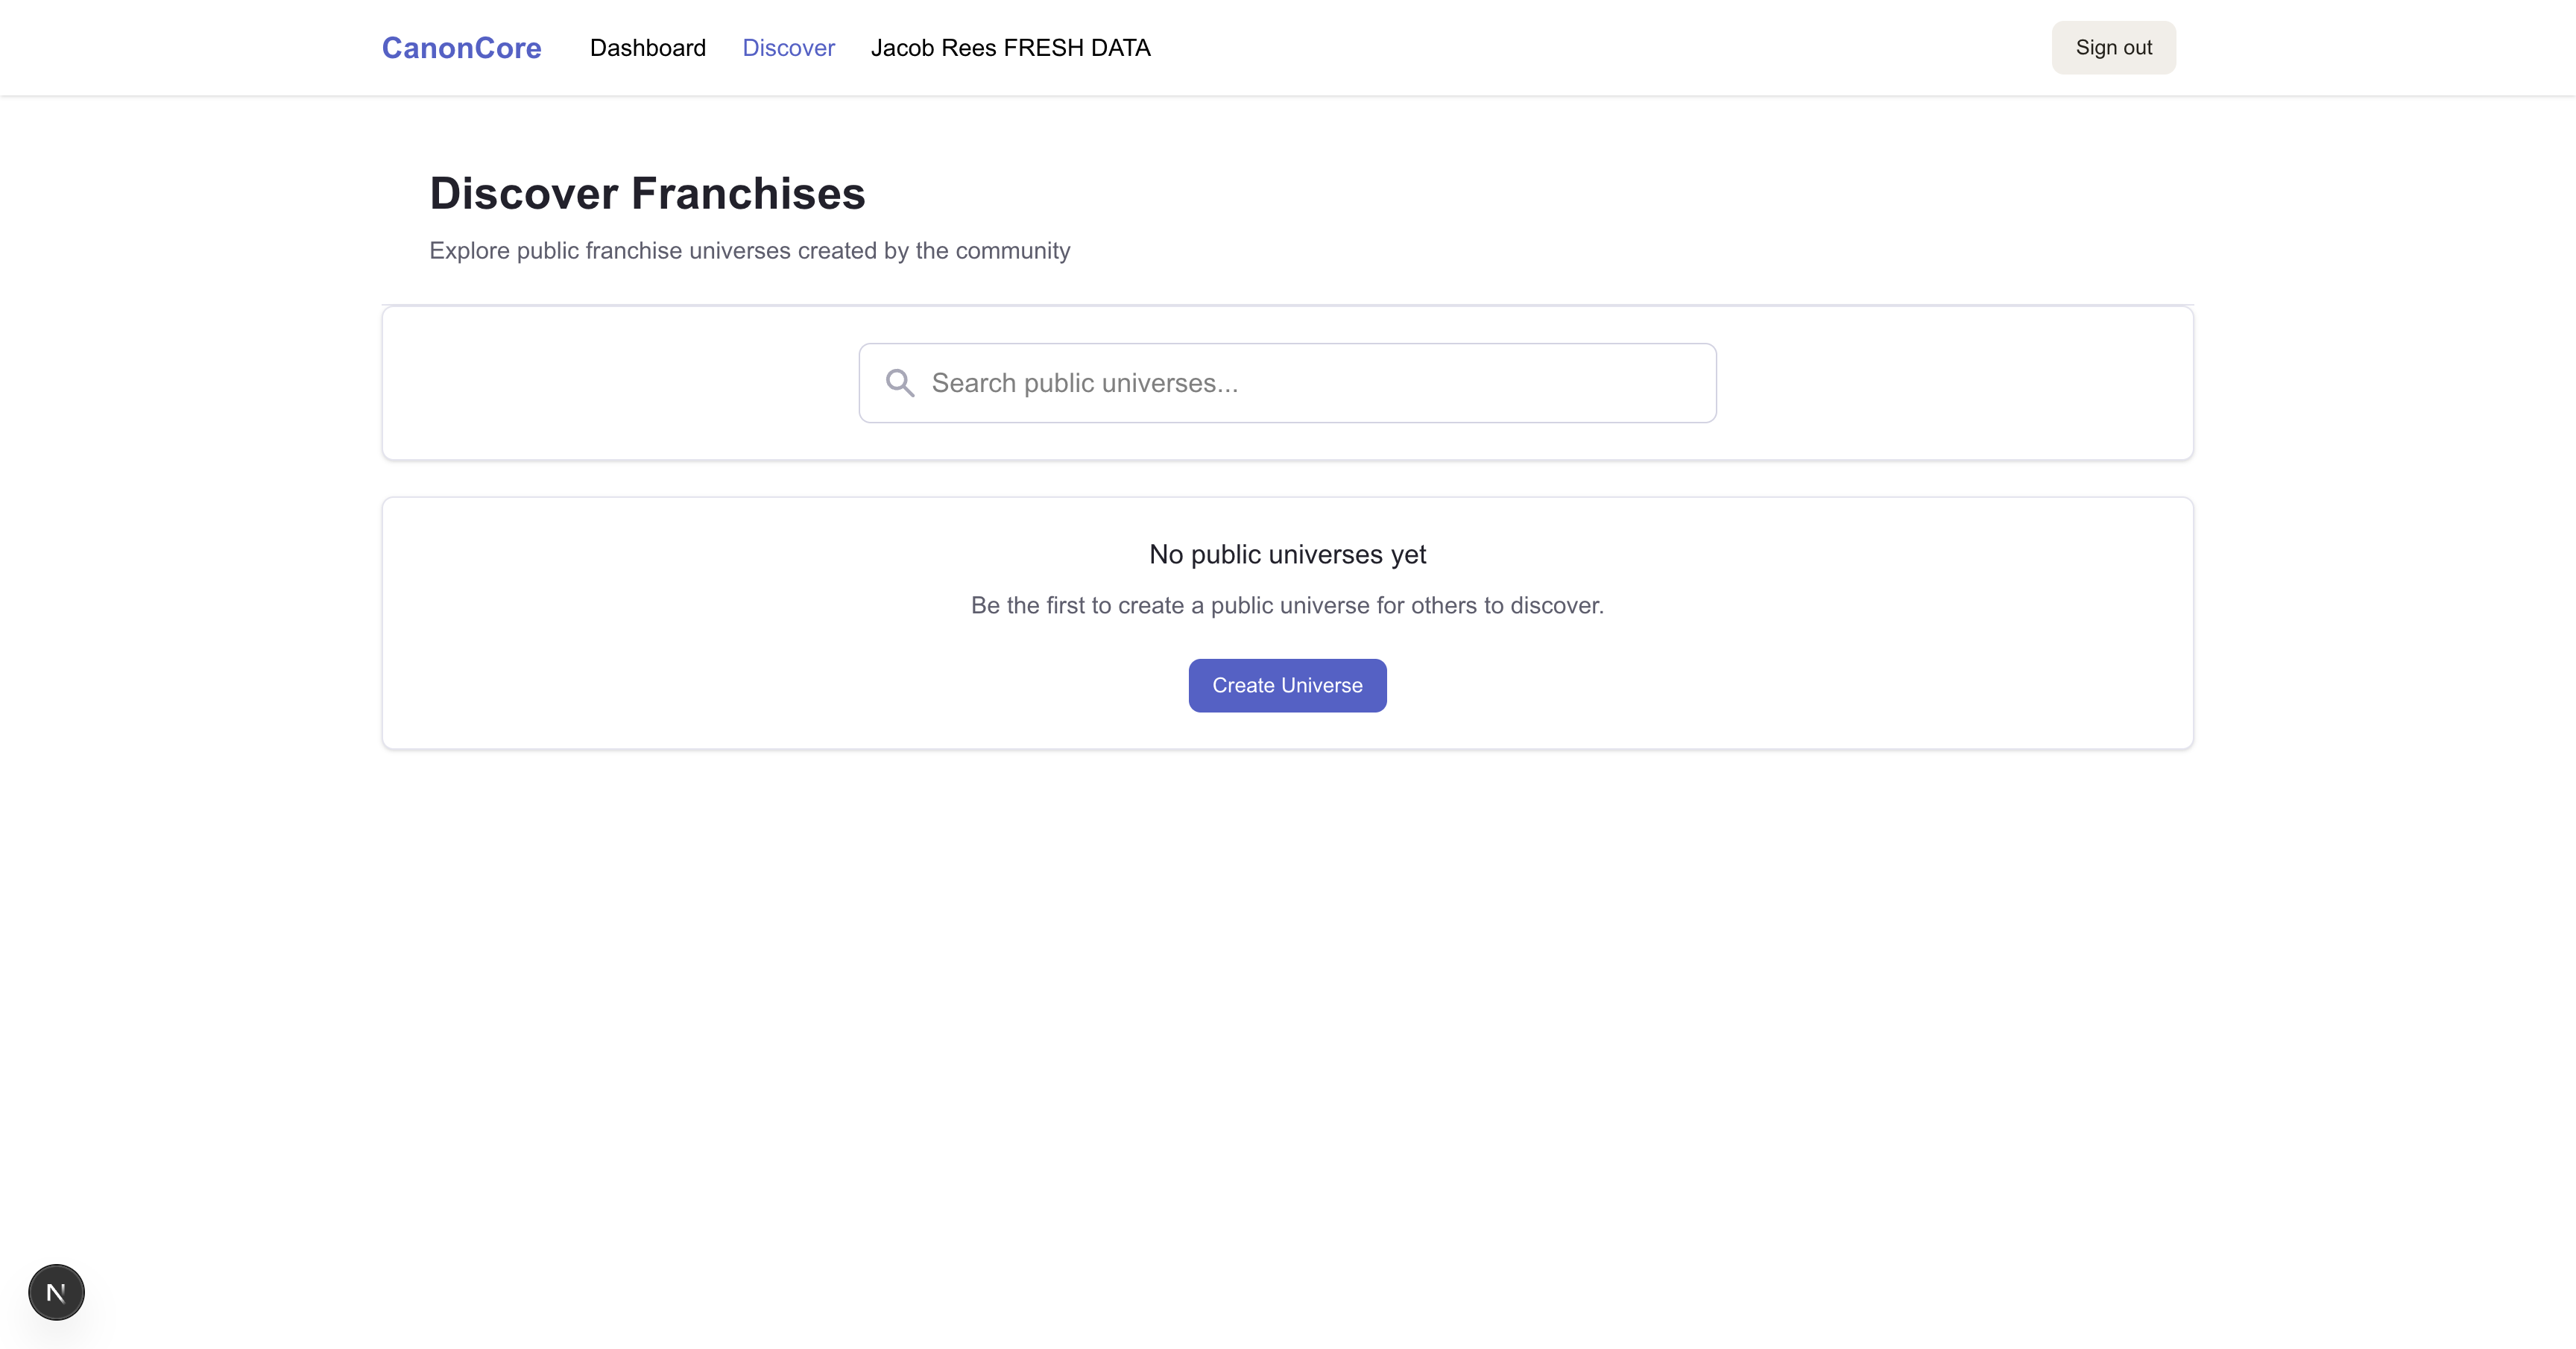 CanonCore Dashboard Discover Jacob Rees FRESH DATA Sign out
Discover Franchises
Explore public franchise universes created by the community
Search public universes...
No public universes yet
Be the first to create a public universe for others to discover.
Create Universe
N